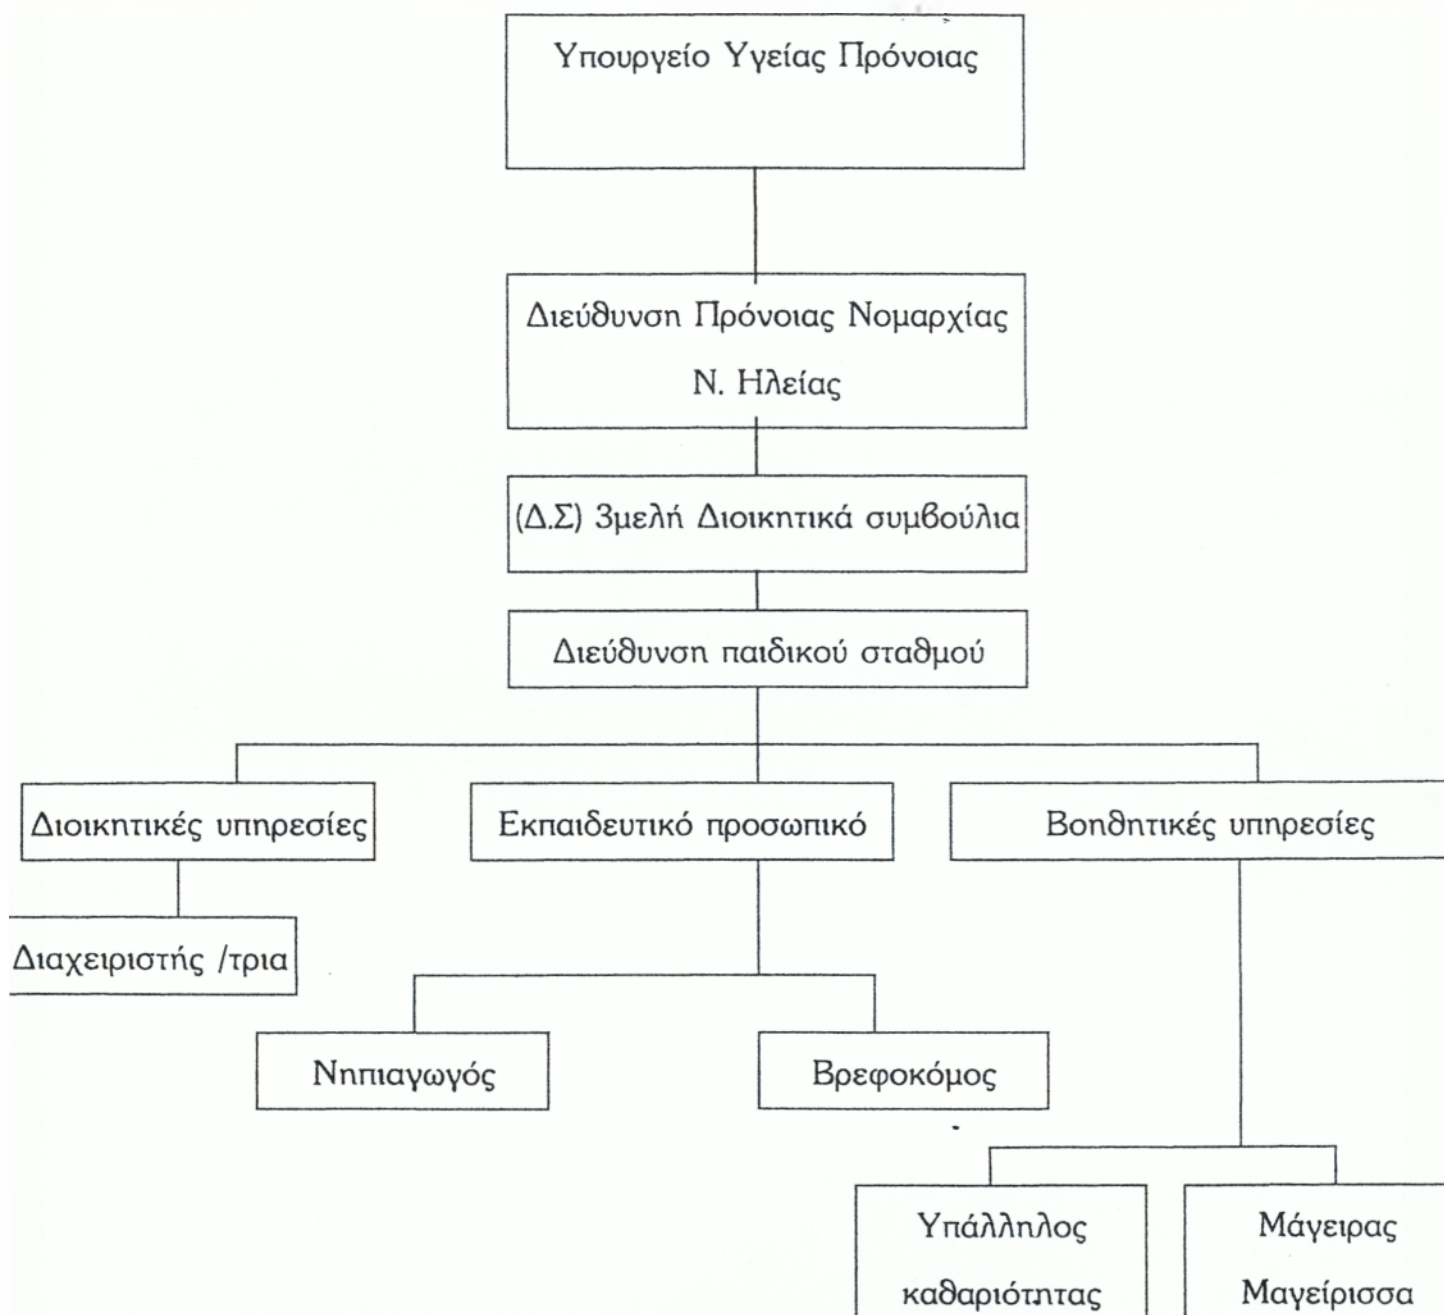 Υπουργείο Υγείας Πρόνοιας
Διεύθυνση Πρόνοιας Νομαρχίας
Ν. Ηλείας
(Δ.Σ) 3μελή Διοικητικά συμβούλια
Διεύθυνση παιδικού σταθμού
Διοικητικές υπηρεσίες
Εκπαιδευτικό προσωπικό
Βοηθητικές υπηρεσίες
Διαχειριστής /τρια
Νηπιαγωγός
Βρεφοκόμος
Υπάλληλος
καθαριότητας
Μάγειρας
Μαγείρισσα